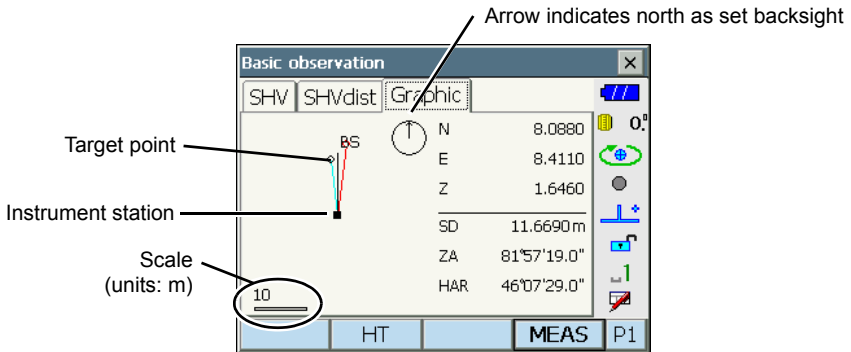 Arrow indicates north as set backsight
Basic observation
SHV SHVdist Graphic
Target point
BS
N 8.0880
0."
E 8.4110
Z 1.6460
Instrument station
SD 11.6690m
ZA 81°57'19.0"
HAR 46°07'29.0"
1
Scale
(units: m)
10
HT MEAS P1